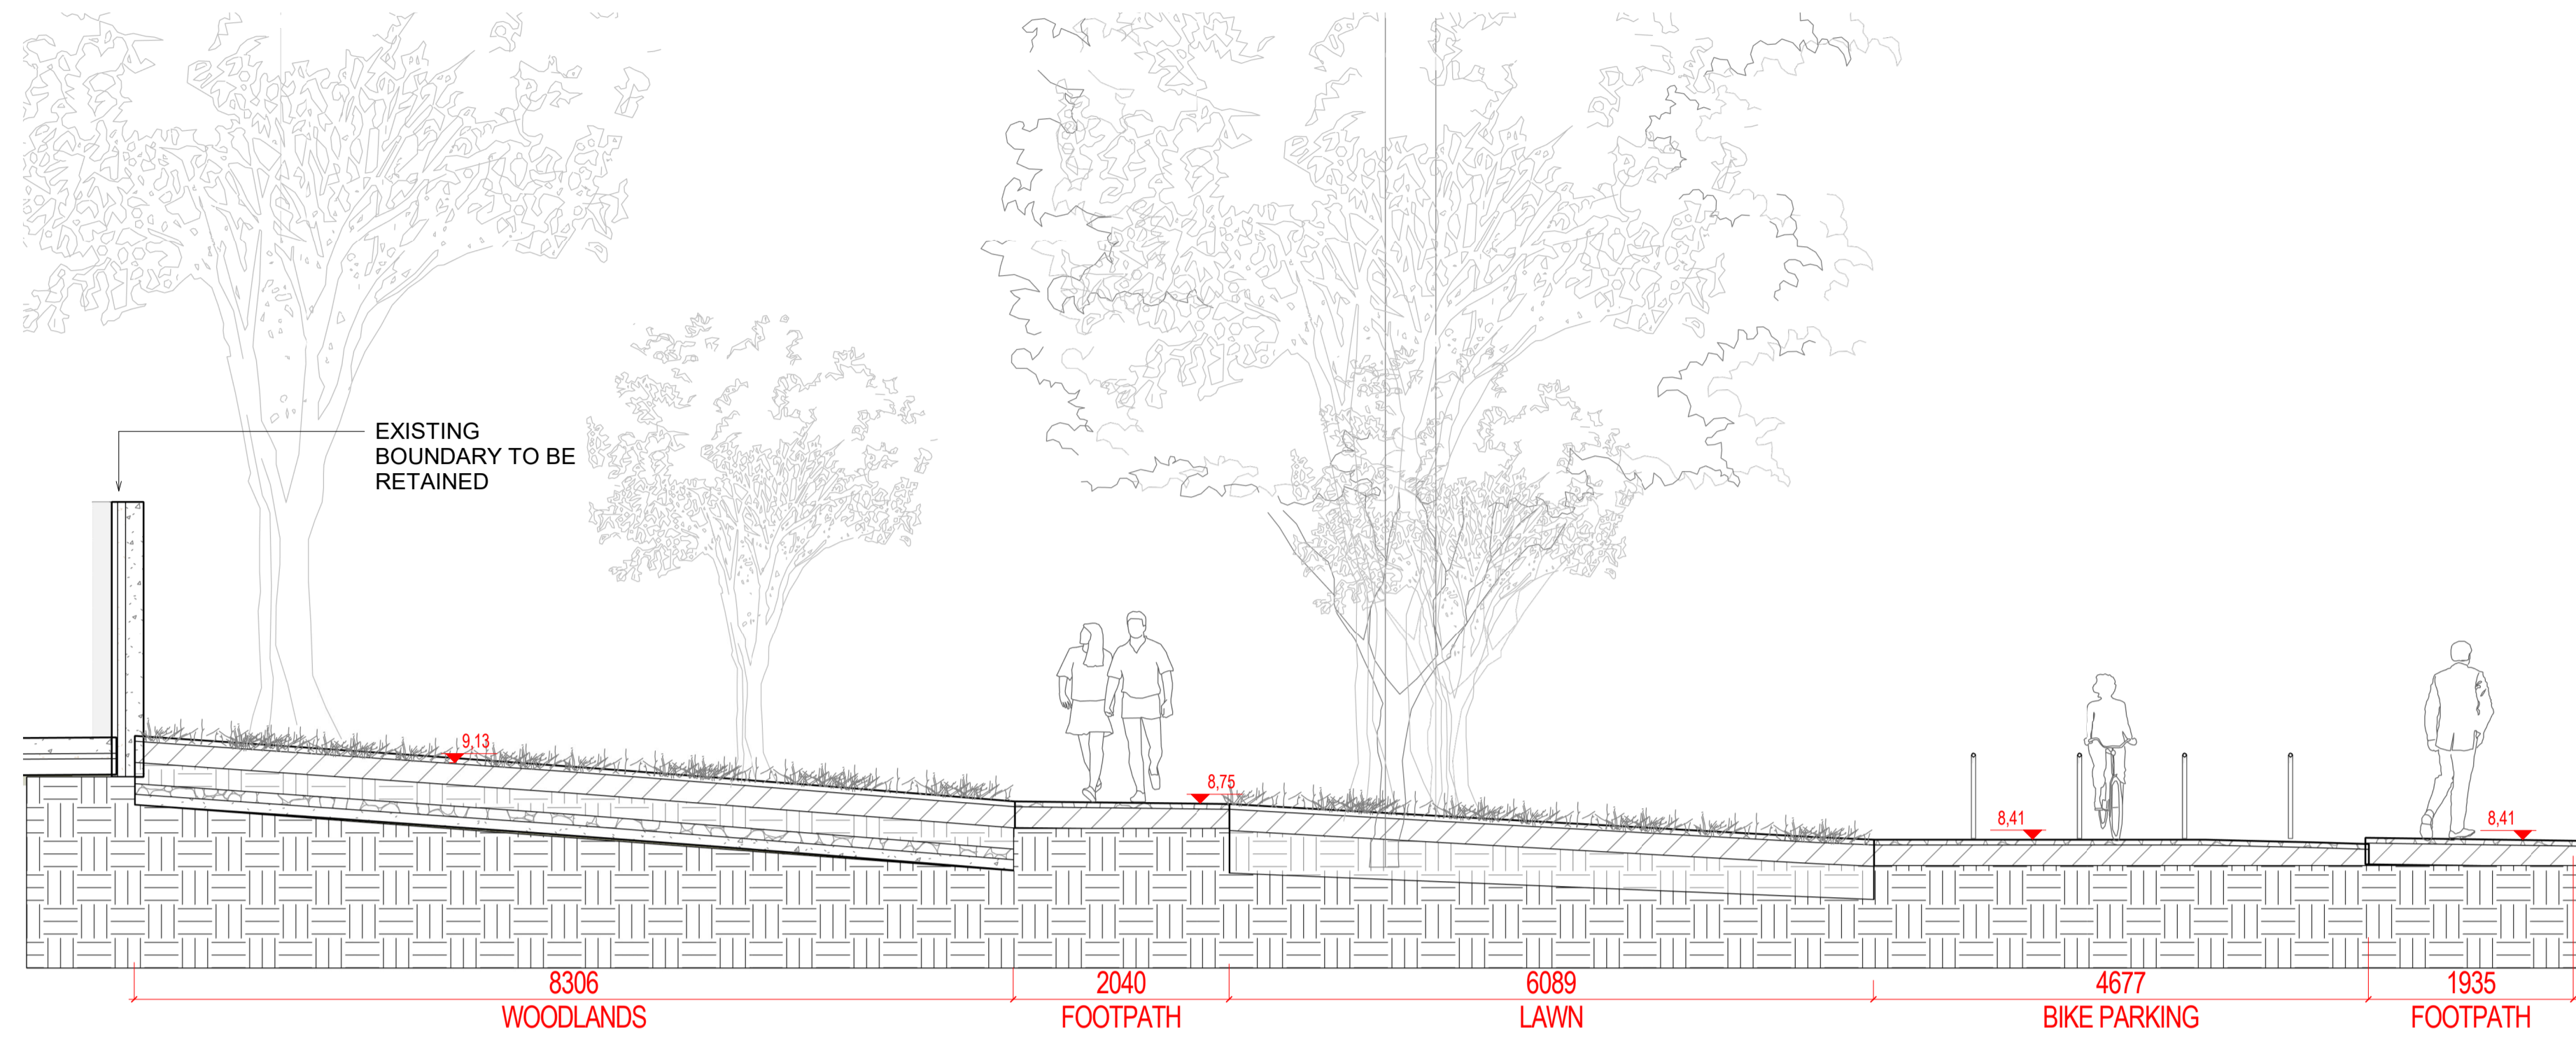 EXISTING
BOUNDARY TO BE
RETAINED
9,13
8,75
8,41
8,41
8306
2040
6089
4677
1935
WOODLANDS
FOOTPATH
LAWN
BIKE PARKING
FOOTPATH